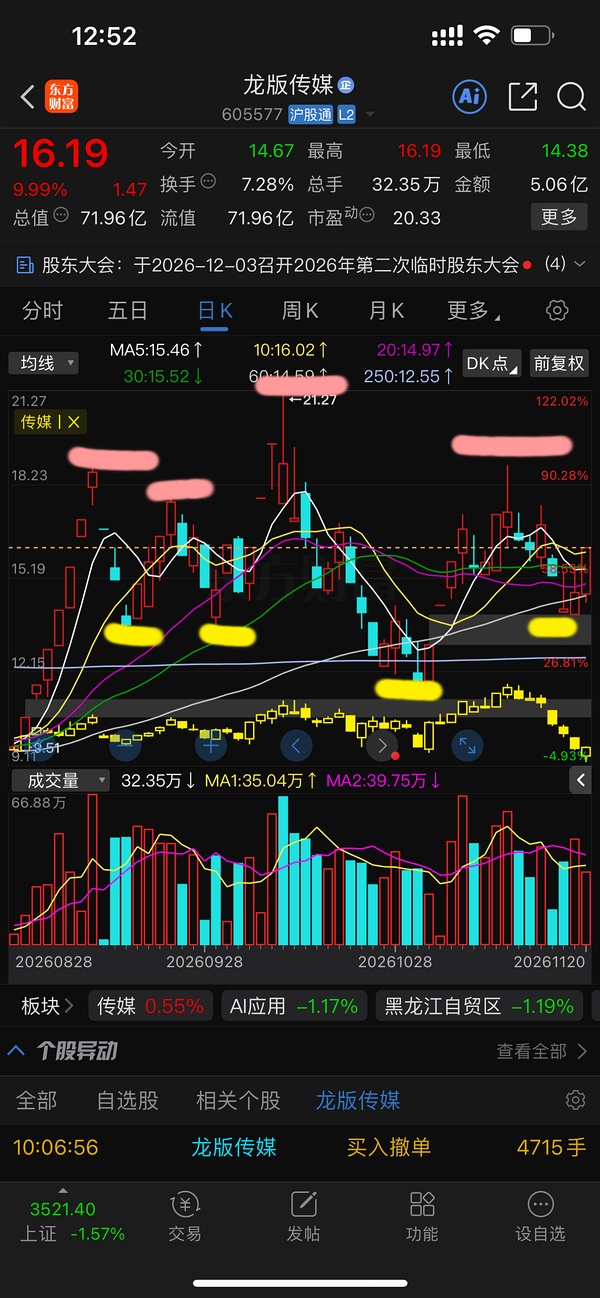 12:52
东方财富
龙版传媒 企
605577 沪股通 L2
Ai
16.19
9.99% 1.47
今开 14.67 最高 16.19 最低 14.38
换手 7.28% 总手 32.35万 金额 5.06亿
总值 71.96亿 流值 71.96亿 市盈动 20.33 更多
股东大会：于2026-12-03召开2026年第二次临时股东大会 (4)
分时 五日 日K 周K 月K 更多
均线 MA5:15.46↑ 10:16.02↑ 20:14.97↑ DK点 前复权
30:15.52↓ 60:14.59↑ 250:12.55↑
21.27 ←21.27 122.02%
传媒 X
18.23 90.28%
15.19
12.15 26.81%
9.51
9.11 -4.93%
成交量 32.35万↓ MA1:35.04万↑ MA2:39.75万↓
66.88万
20260828 20260928 20261028 20261120
板块 传媒 0.55% AI应用 -1.17% 黑龙江自贸区 -1.19%
个股异动 查看全部
全部 自选股 相关个股 龙版传媒
10:06:56 龙版传媒 买入撤单 4715手
3521.40
上证 -1.57% 交易 发帖 功能 设自选